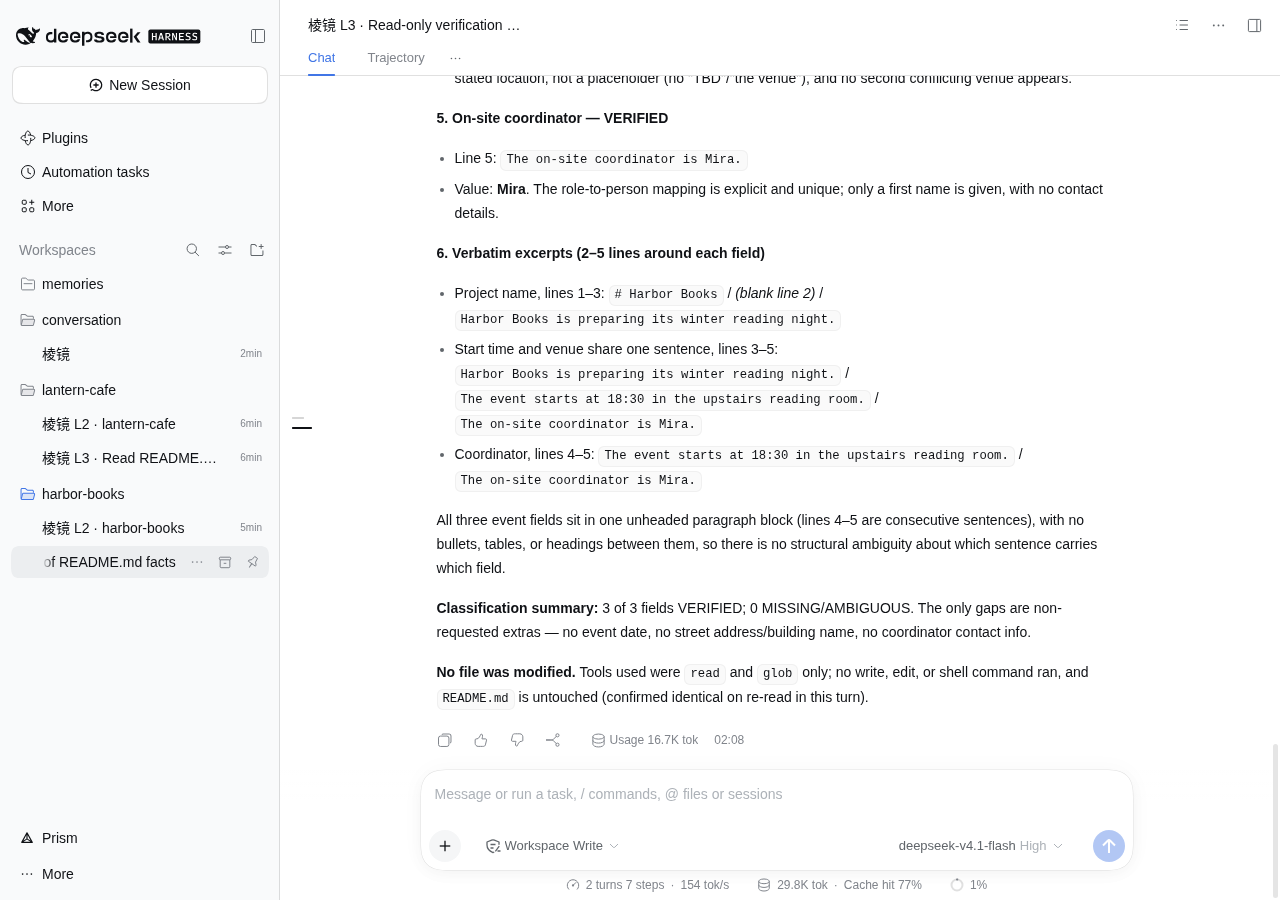 deepseek HARNESS
New Session
Plugins
Automation tasks
More
Workspaces
memories
conversation
棱镜 2min
lantern-cafe
棱镜 L2 · lantern-cafe 6min
棱镜 L3 · Read README.… 6min
harbor-books
棱镜 L2 · harbor-books 5min
of README.md facts
Prism
More
棱镜 L3 · Read-only verification …
Chat
Trajectory
stated location, not a placeholder (no "TBD"/"the venue"), and no second conflicting venue appears.
5. On-site coordinator — VERIFIED
Line 5: The on-site coordinator is Mira.
Value: Mira. The role-to-person mapping is explicit and unique; only a first name is given, with no contact
details.
6. Verbatim excerpts (2–5 lines around each field)
Project name, lines 1–3: # Harbor Books / (blank line 2) /
Harbor Books is preparing its winter reading night.
Start time and venue share one sentence, lines 3–5:
Harbor Books is preparing its winter reading night. /
The event starts at 18:30 in the upstairs reading room. /
The on-site coordinator is Mira.
Coordinator, lines 4–5: The event starts at 18:30 in the upstairs reading room. /
The on-site coordinator is Mira.
All three event fields sit in one unheaded paragraph block (lines 4–5 are consecutive sentences), with no
bullets, tables, or headings between them, so there is no structural ambiguity about which sentence carries
which field.
Classification summary: 3 of 3 fields VERIFIED; 0 MISSING/AMBIGUOUS. The only gaps are non-
requested extras — no event date, no street address/building name, no coordinator contact info.
No file was modified. Tools used were read and glob only; no write, edit, or shell command ran, and
README.md is untouched (confirmed identical on re-read in this turn).
Usage 16.7K tok 02:08
Message or run a task, / commands, @ files or sessions
Workspace Write
deepseek-v4.1-flash High
2 turns 7 steps · 154 tok/s 29.8K tok · Cache hit 77% 1%